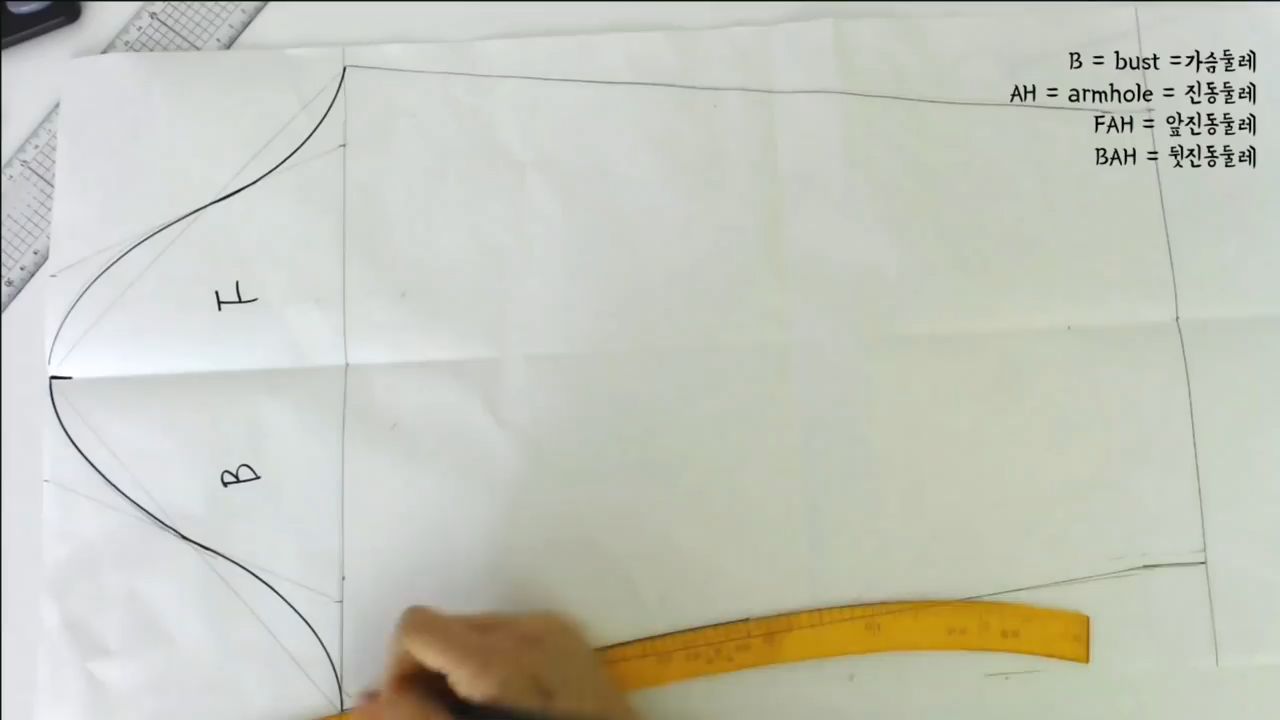 B = bust =가슴둘레
AH = armhole = 진동둘레
FAH = 앞진동둘레
BAH = 뒷진동둘레
F
B